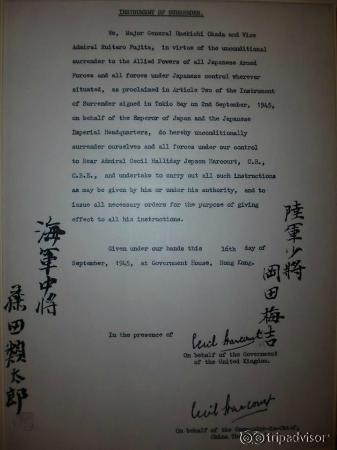 INSTRUMENT OF SURRENDER.
We, Major General Umekichi Okada and Vice
Admiral Ruitaro Fujita, in virtue of the unconditional
surrender to the Allied Powers of all Japanese Armed
Forces and all forces under Japanese control wherever
situated, as proclaimed in Article Two of the Instrument
of Surrender signed in Tokio Bay on 2nd September, 1945,
on behalf of the Emperor of Japan and the Japanese
Imperial Headquarters, do hereby unconditionally
surrender ourselves and all forces under our control
to Rear Admiral Cecil Halliday Jepson Harcourt, C.B.,
C.B.E., and undertake to carry out all such instructions
as may be given by him or under his authority, and to
issue all necessary orders for the purpose of giving
effect to all his instructions.
Given under our hands this 16th day of
September, 1945, at Government House, Hong Kong.
陸軍少將
岡田梅吉
海軍中將
藤田類太郎
In the presence of
Cecil Harcourt
On behalf of the Government
of the United Kingdom.
Cecil Harcourt
On behalf of the Commander-in-Chief,
China
tripadvisor